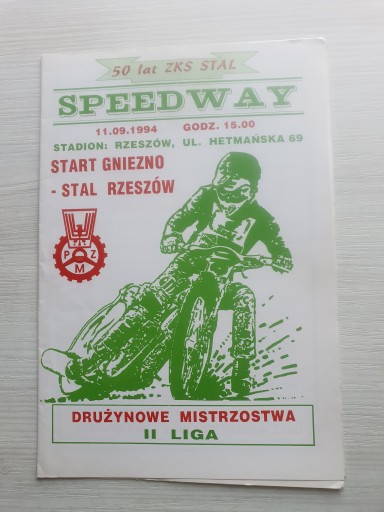 50 lat ZKS STAL
SPEEDWAY
11.09.1994 GODZ. 15.00
STADION: RZESZÓW, UL. HETMAŃSKA 69
START GNIEZNO
- STAL RZESZÓW
P Z
M
DRUŻYNOWE MISTRZOSTWA
II LIGA